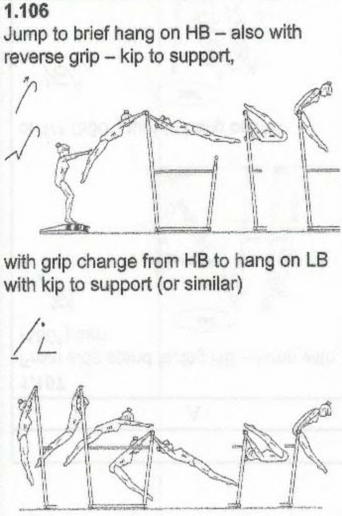 1.106
Jump to brief hang on HB – also with
reverse grip – kip to support,
with grip change from HB to hang on LB
with kip to support (or similar)